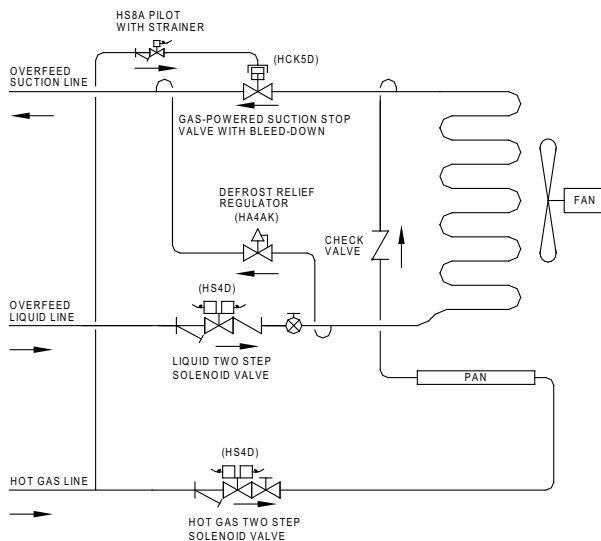 HS8A PILOT
WITH STRAINER
(HCK5D)
OVERFEED
SUCTION LINE
GAS-POWERED SUCTION STOP
VALVE WITH BLEED-DOWN
DEFROST RELIEF
REGULATOR
(HA4AK)
FAN
CHECK
VALVE
(HS4D)
OVERFEED
LIQUID LINE
LIQUID TWO STEP
SOLENOID VALVE
PAN
(HS4D)
HOT GAS LINE
HOT GAS TWO STEP
SOLENOID VALVE